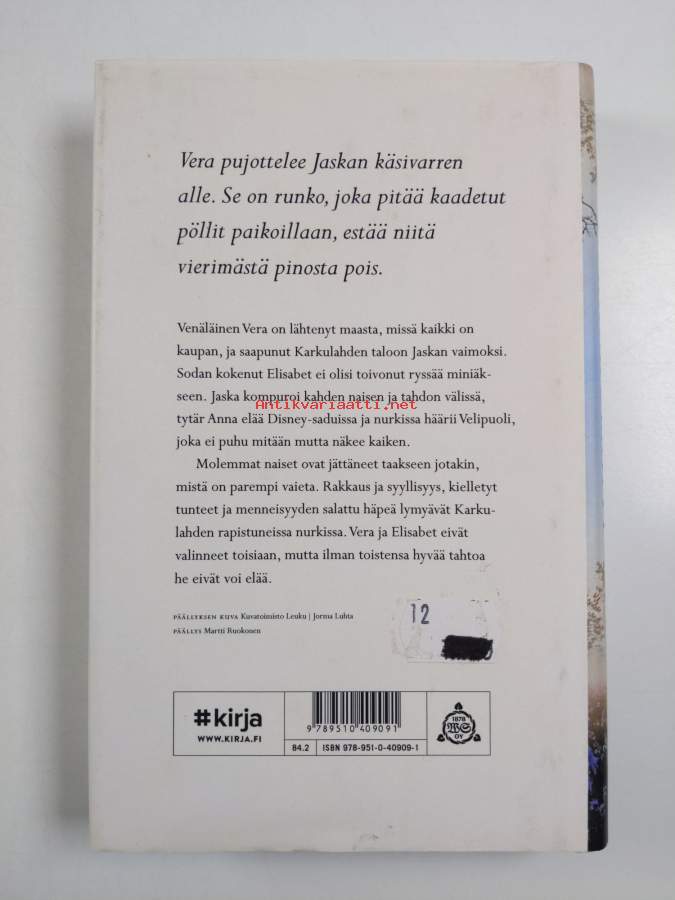 Vera pujottelee Jaskan käsivarren
alle. Se on runko, joka pitää kaadetut
pöllit paikoillaan, estää niitä
vierimästä pinosta pois.
Venäläinen Vera on lähtenyt maasta, missä kaikki on
kaupan, ja saapunut Karkulahden taloon Jaskan vaimoksi.
Sodan kokenut Elisabet ei olisi toivonut ryssää miniäk-
seen. Jaska kompuroi kahden naisen ja tahdon välissä,
Antikvariaatti.net
tytär Anna elää Disney-saduissa ja nurkissa häärii Velipuoli,
joka ei puhu mitään mutta näkee kaiken.
Molemmat naiset ovat jättäneet taakseen jotakin,
mistä on parempi vaieta. Rakkaus ja syyllisyys, kielletyt
tunteet ja menneisyyden salattu häpeä lymyävät Karku-
lahden rapistuneissa nurkissa. Vera ja Elisabet eivät
valinneet toisiaan, mutta ilman toistensa hyvää tahtoa
he eivät voi elää.
PÄÄLLYKSEN KUVA Kuvatoimisto Leuku | Jorma Luhta
PÄÄLLYS Martti Ruokonen
12
#kirja
WWW.KIRJA.FI
9 789510 409091
84.2
ISBN 978-951-0-40909-1
1878
WS
OY